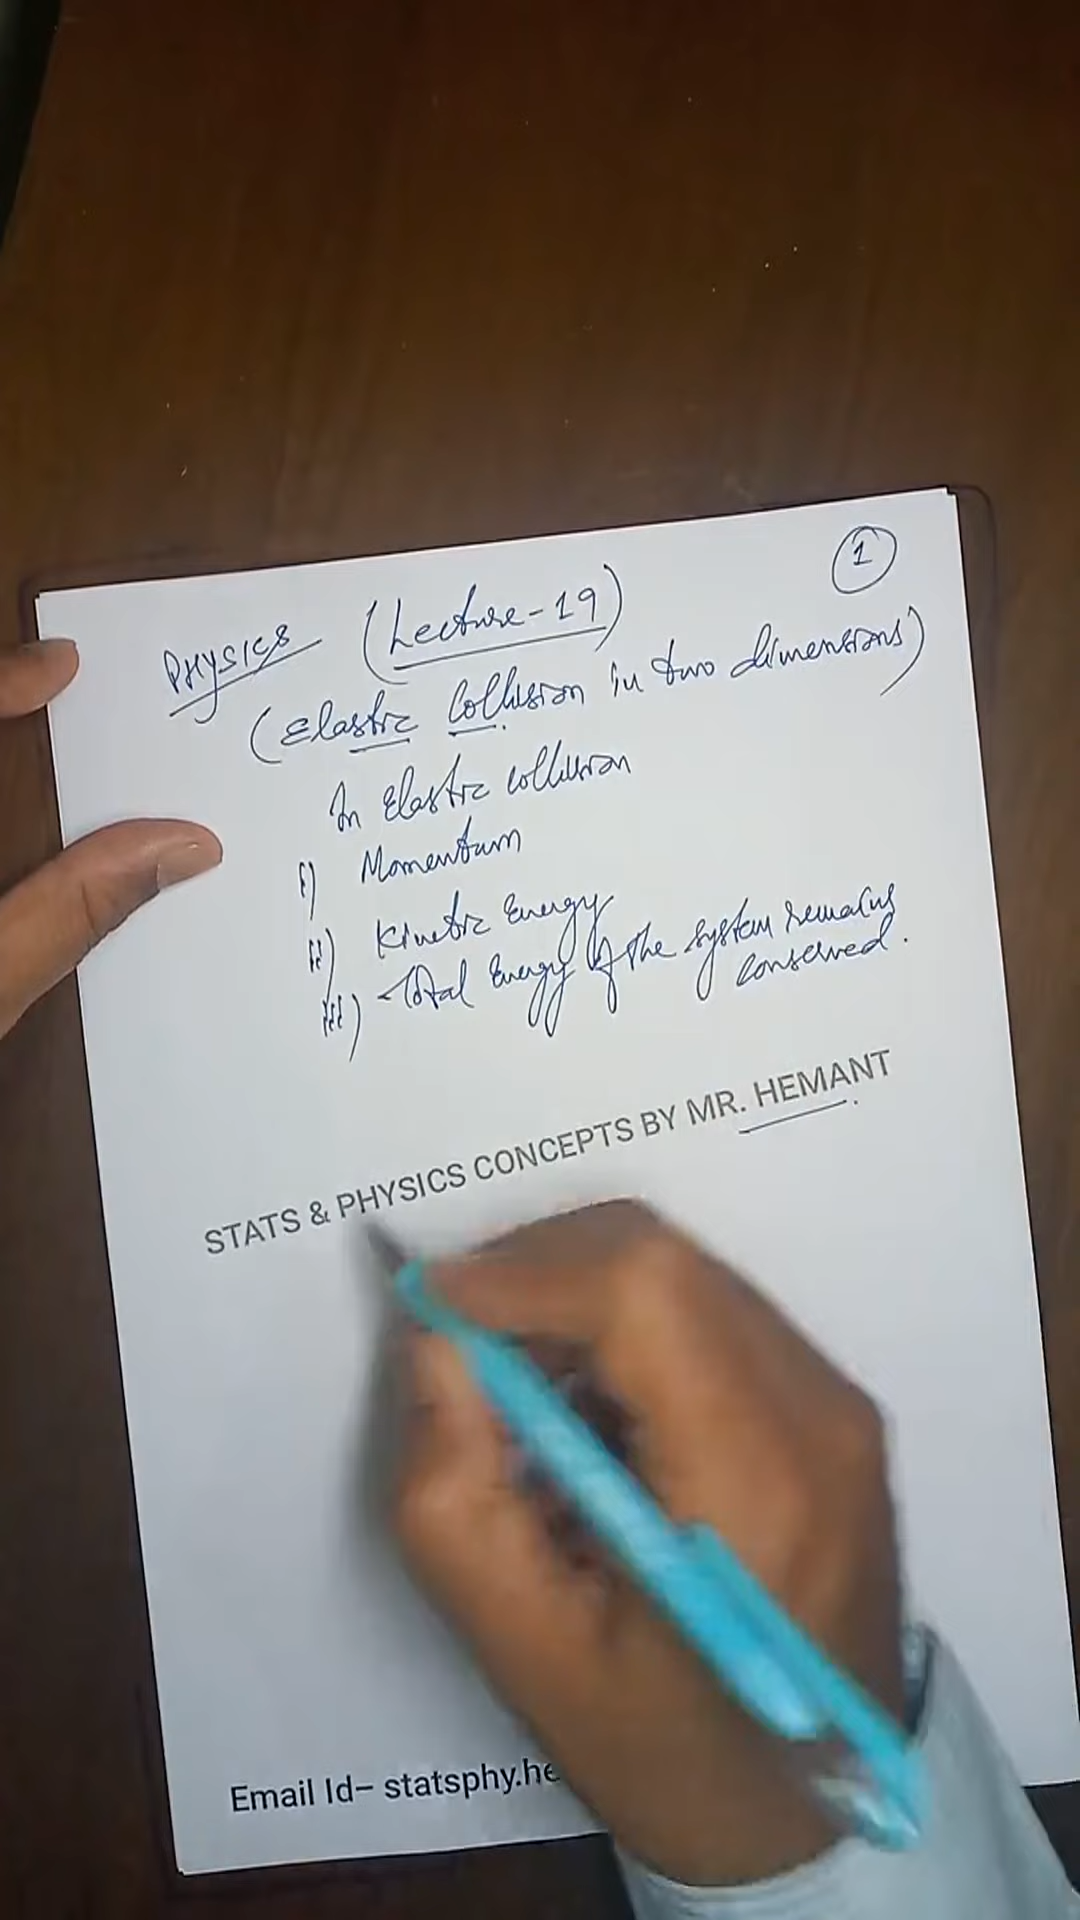 1
PHYSICS (Lecture-19)
(Elastic Collision in two dimensions)
In Elastic collision
i) Momentum
ii) Kinetic Energy
iii) Total Energy of the system remains
conserved.
STATS & PHYSICS CONCEPTS BY MR. HEMANT
Email Id– statsphy.he